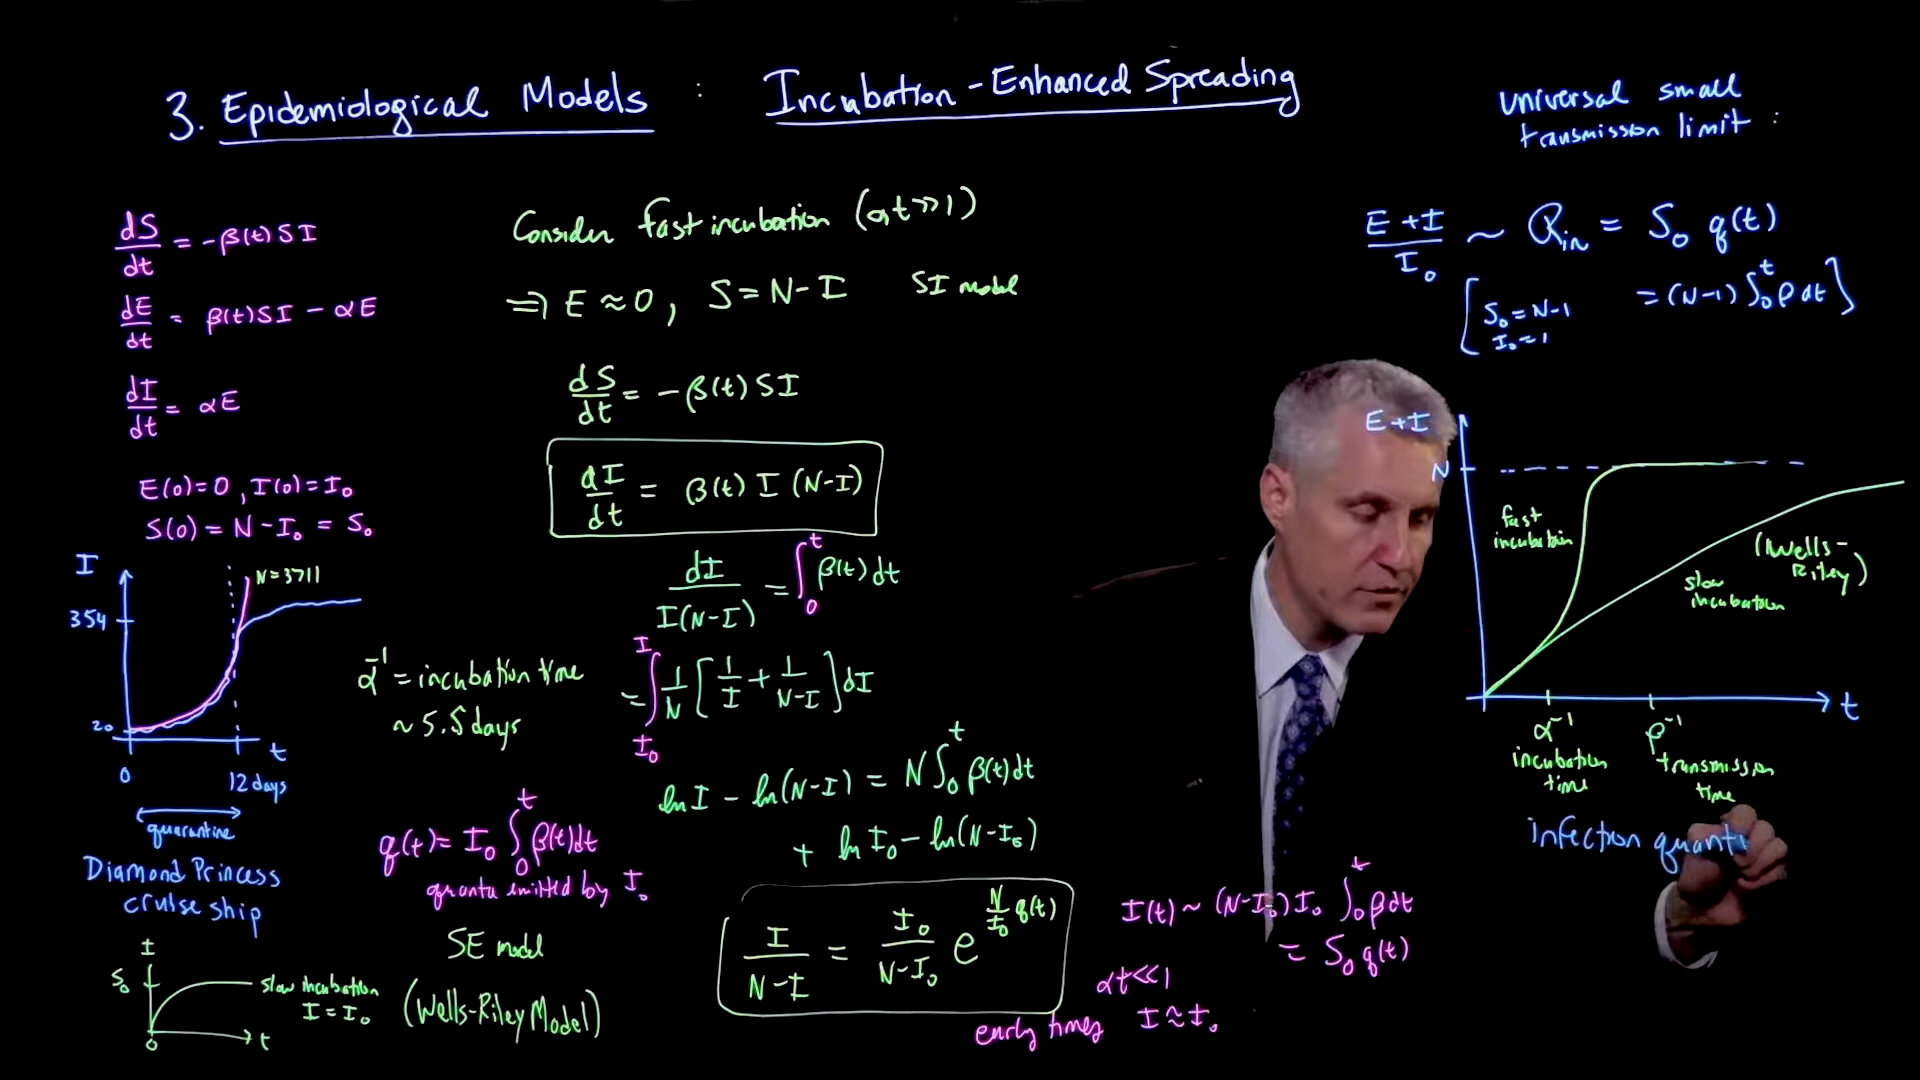 3. Epidemiological Models : Incubation-Enhanced Spreading
dS/dt = -β(t) S I
dE/dt = β(t) S I - αE
dI/dt = αE
E(0)=0, I(0)=I₀
S(0) = N - I₀ = S₀
I
N=3711
354
20
0
12 days
t
quarantine
Diamond Princess
cruise ship
I
S₀
slow incubation
I = I₀
0
t
α⁻¹ = incubation time
~ 5.5 days
q(t) = I₀ ∫₀ᵗ β(t)dt
quanta emitted by I₀
SE model
(Wells-Riley Model)
Consider fast incubation (αt >> 1)
⇒ E ≈ 0, S = N - I SI model
dS/dt = -β(t) S I
dI/dt = β(t) I (N-I)
dI/I(N-I) = ∫₀ᵗ β(t) dt
= ∫ᴵ_I₀ 1/N [1/I + 1/N-I] dI
ln I - ln(N-I) = N ∫₀ᵗ β(t)dt
+ ln I₀ - ln(N-I₀)
I/N-I = I₀/N-I₀ e^(N/I₀ q(t))
I(t) ~ (N-I₀) I₀ ∫₀ᵗ β dt
= S₀ q(t)
αt << 1
early times I ≈ I₀
universal small
transmission limit :
E+I/I₀ ~ Qᵢₙ = S₀ q(t)
[S₀ = N-1 = (N-1) ∫₀ᵗ β dt]
I₀ = 1
E+I
N
fast
incubation
(Wells-
Riley)
slow
incubation
t
α⁻¹
incubation
time
β⁻¹
transmission
time
infection quant